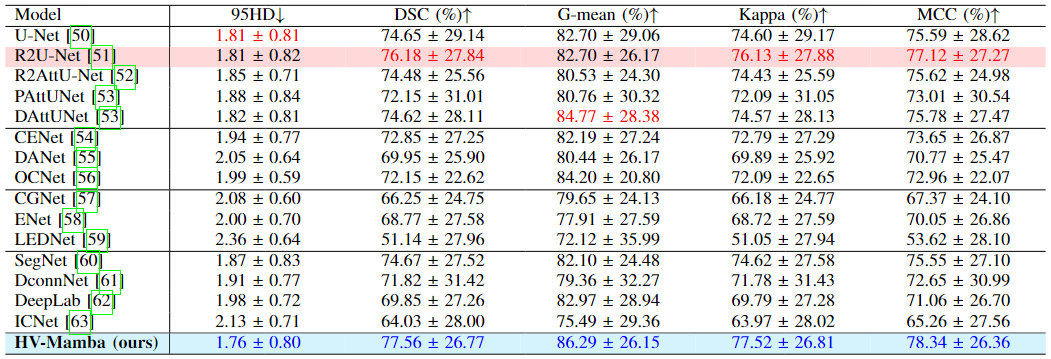 Model 95HD↓ DSC (%)↑ G-mean (%)↑ Kappa (%)↑ MCC (%)↑
U-Net [50] 1.81 ± 0.81 74.65 ± 29.14 82.70 ± 29.06 74.60 ± 29.17 75.59 ± 28.62
R2U-Net [51] 1.81 ± 0.82 76.18 ± 27.84 82.70 ± 26.17 76.13 ± 27.88 77.12 ± 27.27
R2AttU-Net [52] 1.85 ± 0.71 74.48 ± 25.56 80.53 ± 24.30 74.43 ± 25.59 75.62 ± 24.98
PAttUNet [53] 1.88 ± 0.84 72.15 ± 31.01 80.76 ± 30.32 72.09 ± 31.05 73.01 ± 30.54
DAttUNet [53] 1.82 ± 0.81 74.62 ± 28.11 84.77 ± 28.38 74.57 ± 28.13 75.78 ± 27.47
CENet [54] 1.94 ± 0.77 72.85 ± 27.25 82.19 ± 27.24 72.79 ± 27.29 73.65 ± 26.87
DANet [55] 2.05 ± 0.64 69.95 ± 25.90 80.44 ± 26.17 69.89 ± 25.92 70.77 ± 25.47
OCNet [56] 1.99 ± 0.59 72.15 ± 22.62 84.20 ± 20.80 72.09 ± 22.65 72.96 ± 22.07
CGNet [57] 2.08 ± 0.60 66.25 ± 24.75 79.65 ± 24.13 66.18 ± 24.77 67.37 ± 24.10
ENet [58] 2.00 ± 0.70 68.77 ± 27.58 77.91 ± 27.59 68.72 ± 27.59 70.05 ± 26.86
LEDNet [59] 2.36 ± 0.64 51.14 ± 27.96 72.12 ± 35.99 51.05 ± 27.94 53.62 ± 28.10
SegNet [60] 1.87 ± 0.83 74.67 ± 27.52 82.10 ± 24.48 74.62 ± 27.58 75.55 ± 27.10
DconnNet [61] 1.91 ± 0.77 71.82 ± 31.42 79.36 ± 32.27 71.78 ± 31.43 72.65 ± 30.99
DeepLab [62] 1.98 ± 0.72 69.85 ± 27.26 82.97 ± 28.94 69.79 ± 27.28 71.06 ± 26.70
ICNet [63] 2.13 ± 0.71 64.03 ± 28.00 75.49 ± 29.36 63.97 ± 28.02 65.26 ± 27.56
HV-Mamba (ours) 1.76 ± 0.80 77.56 ± 26.77 86.29 ± 26.15 77.52 ± 26.81 78.34 ± 26.36